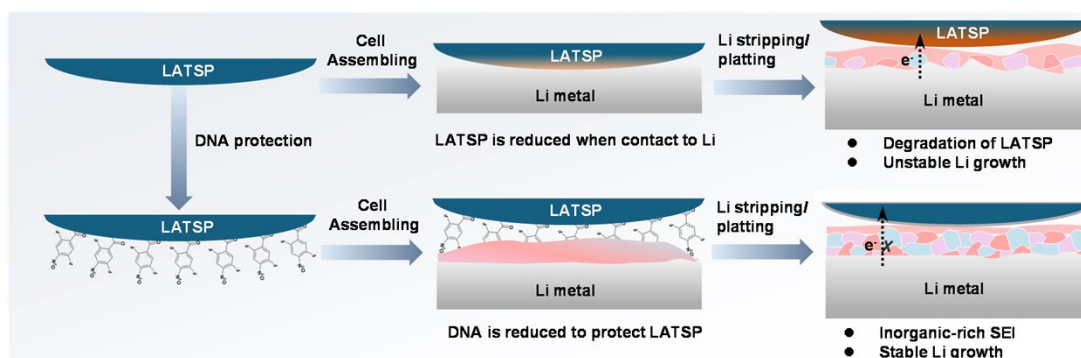 LATSP
Cell
Assembling
LATSP
Li metal
LATSP is reduced when contact to Li
Li stripping/
platting
LATSP
e-
Degradation of LATSP
Unstable Li growth
DNA protection
LATSP
Cell
Assembling
LATSP
Li metal
DNA is reduced to protect LATSP
Li stripping/
platting
e-
X
Li metal
Inorganic-rich SEI
Stable Li growth